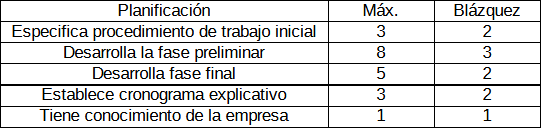 Planificación Máx. Blázquez
Especifica procedimiento de trabajo inicial 3 2
Desarrolla la fase preliminar 8 3
Desarrolla fase final 5 2
Establece cronograma explicativo 3 2
Tiene conocimiento de la empresa 1 1